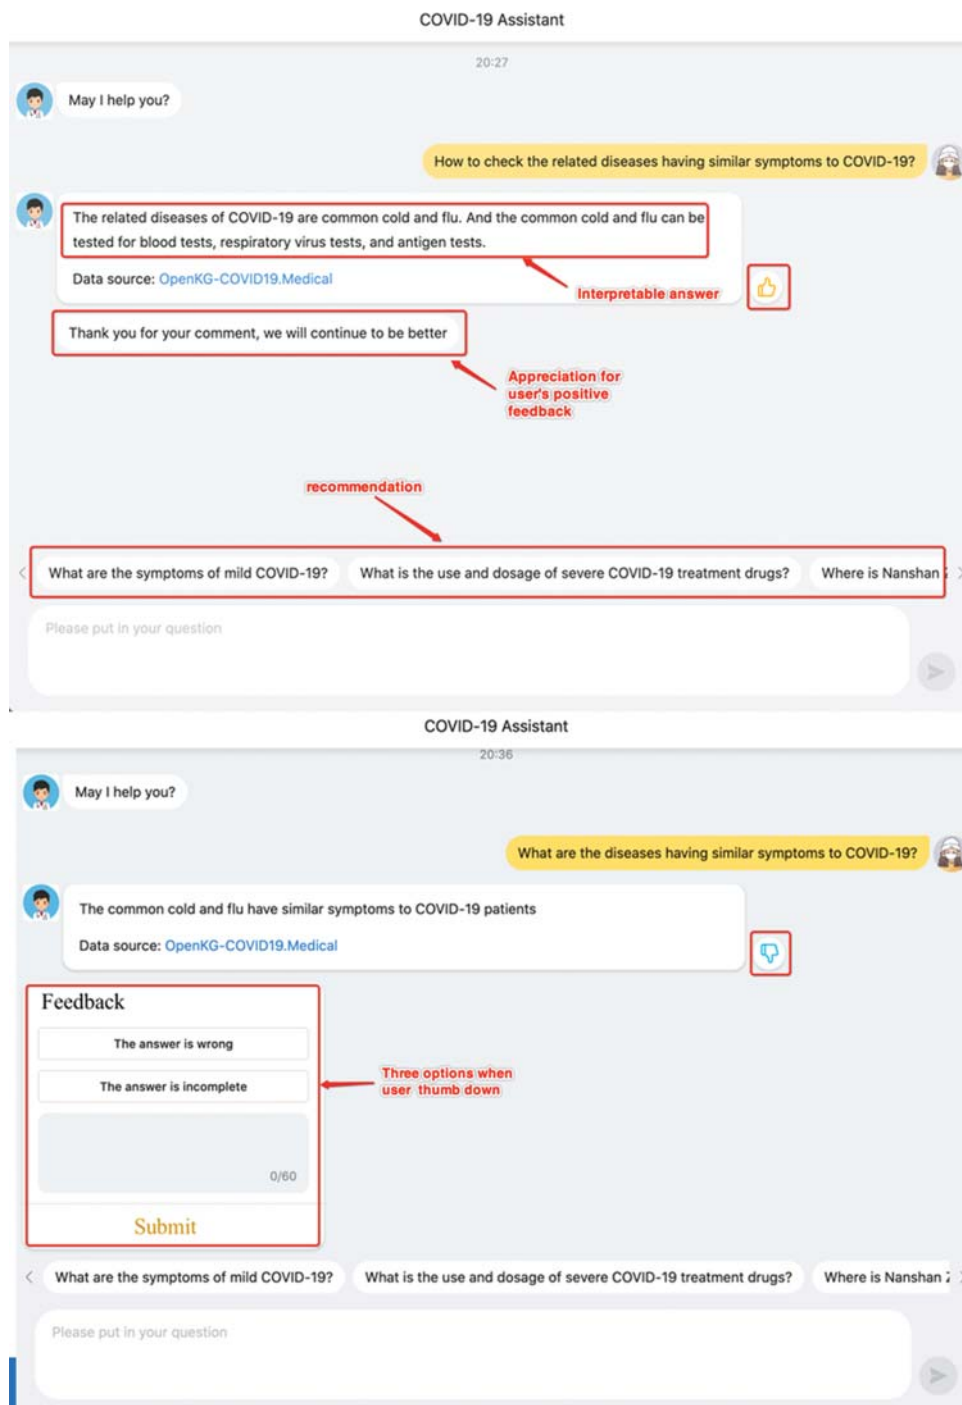 COVID-19 Assistant
20:27
May I help you?
How to check the related diseases having similar symptoms to COVID-19?
The related diseases of COVID-19 are common cold and flu. And the common cold and flu can be
tested for blood tests, respiratory virus tests, and antigen tests.
Data source: OpenKG-COVID19.Medical
Interpretable answer
Thank you for your comment, we will continue to be better
Appreciation for
user's positive
feedback
recommendation
What are the symptoms of mild COVID-19?
What is the use and dosage of severe COVID-19 treatment drugs?
Where is Nanshan
Please put in your question
COVID-19 Assistant
20:36
May I help you?
What are the diseases having similar symptoms to COVID-19?
The common cold and flu have similar symptoms to COVID-19 patients
Data source: OpenKG-COVID19.Medical
Feedback
The answer is wrong
The answer is incomplete
Three options when
user thumb down
0/60
Submit
What are the symptoms of mild COVID-19?
What is the use and dosage of severe COVID-19 treatment drugs?
Where is Nanshan
Please put in your question